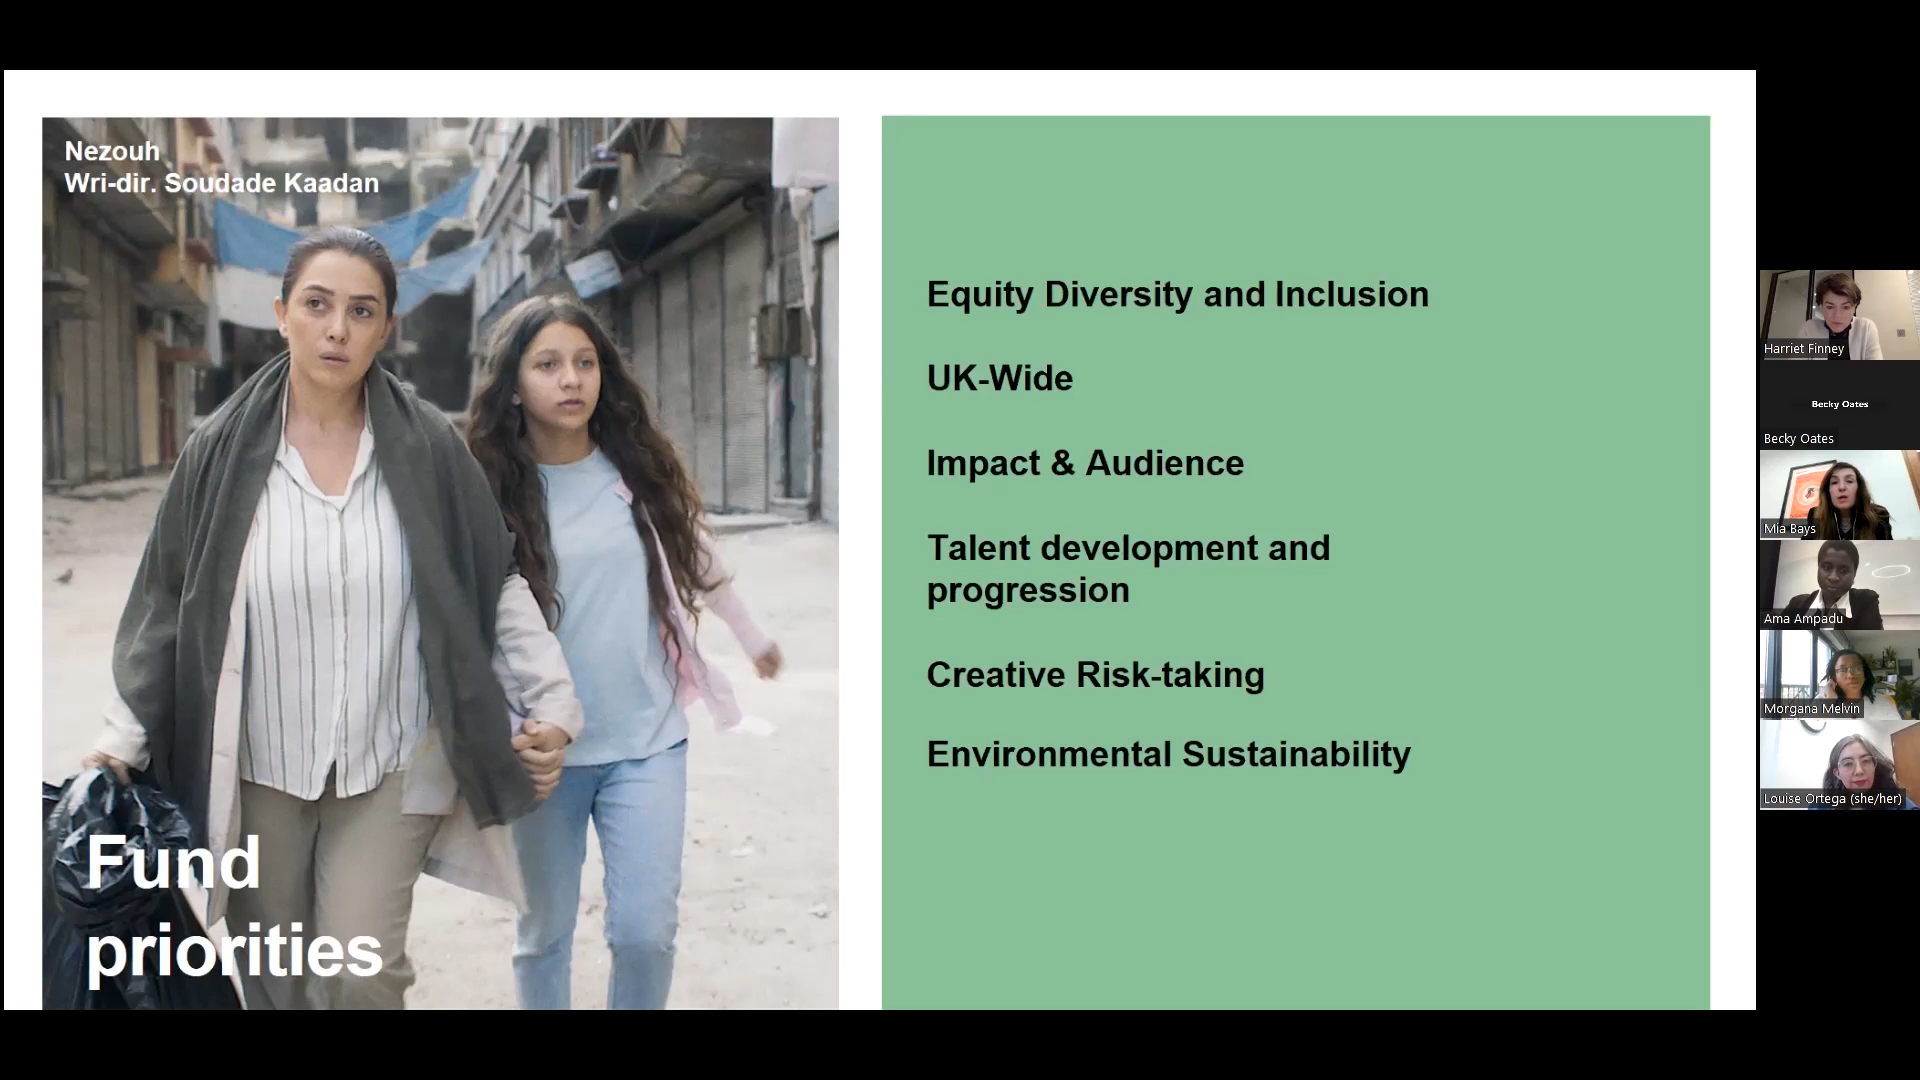 Nezouh
Wri-dir. Soudade Kaadan
Fund
priorities
Equity Diversity and Inclusion
UK-Wide
Impact & Audience
Talent development and
progression
Creative Risk-taking
Environmental Sustainability
Harriet Finney
Becky Oates
Becky Oates
Mia Bays
Ama Ampadu
Morgana Melvin
Louise Ortega (she/her)